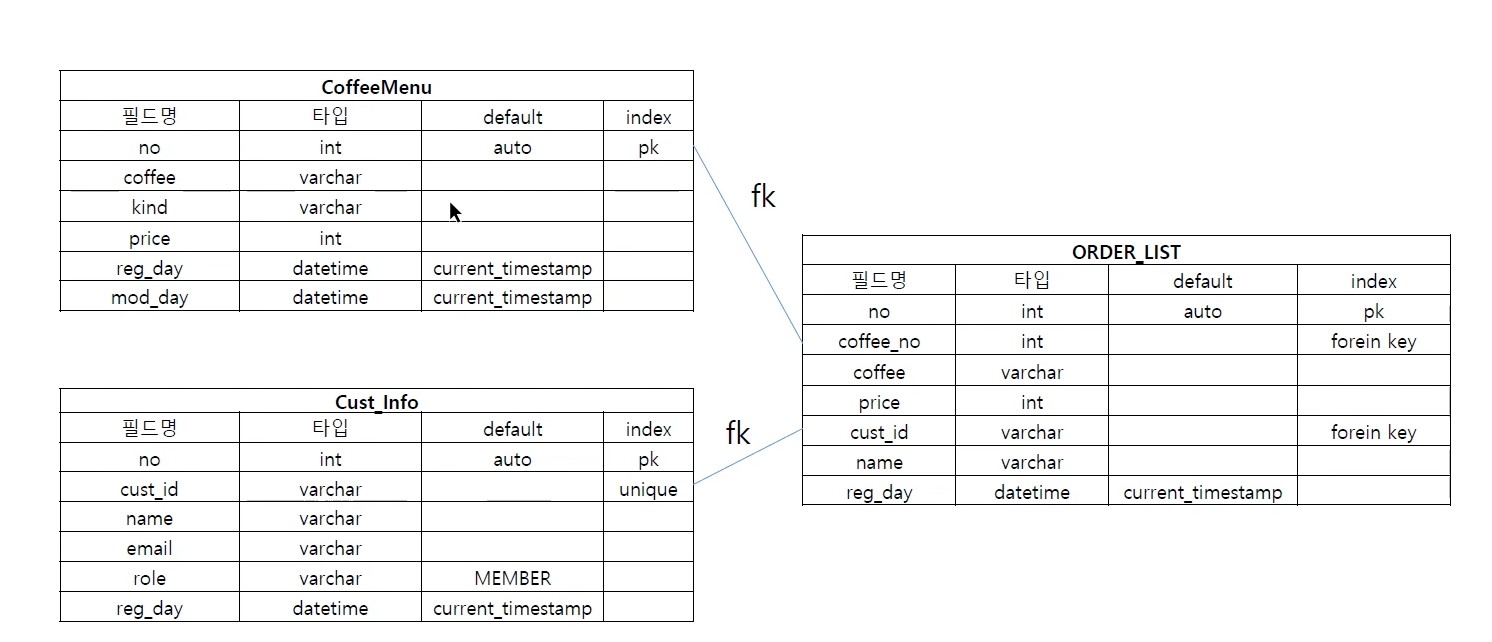 CoffeeMenu
필드명 타입 default index
no int auto pk
coffee varchar
kind varchar
price int
reg_day datetime current_timestamp
mod_day datetime current_timestamp
fk
ORDER_LIST
필드명 타입 default index
no int auto pk
coffee_no int forein key
coffee varchar
price int
cust_id varchar forein key
name varchar
reg_day datetime current_timestamp
Cust_Info
필드명 타입 default index
no int auto pk
cust_id varchar unique
name varchar
email varchar
role varchar MEMBER
reg_day datetime current_timestamp
fk